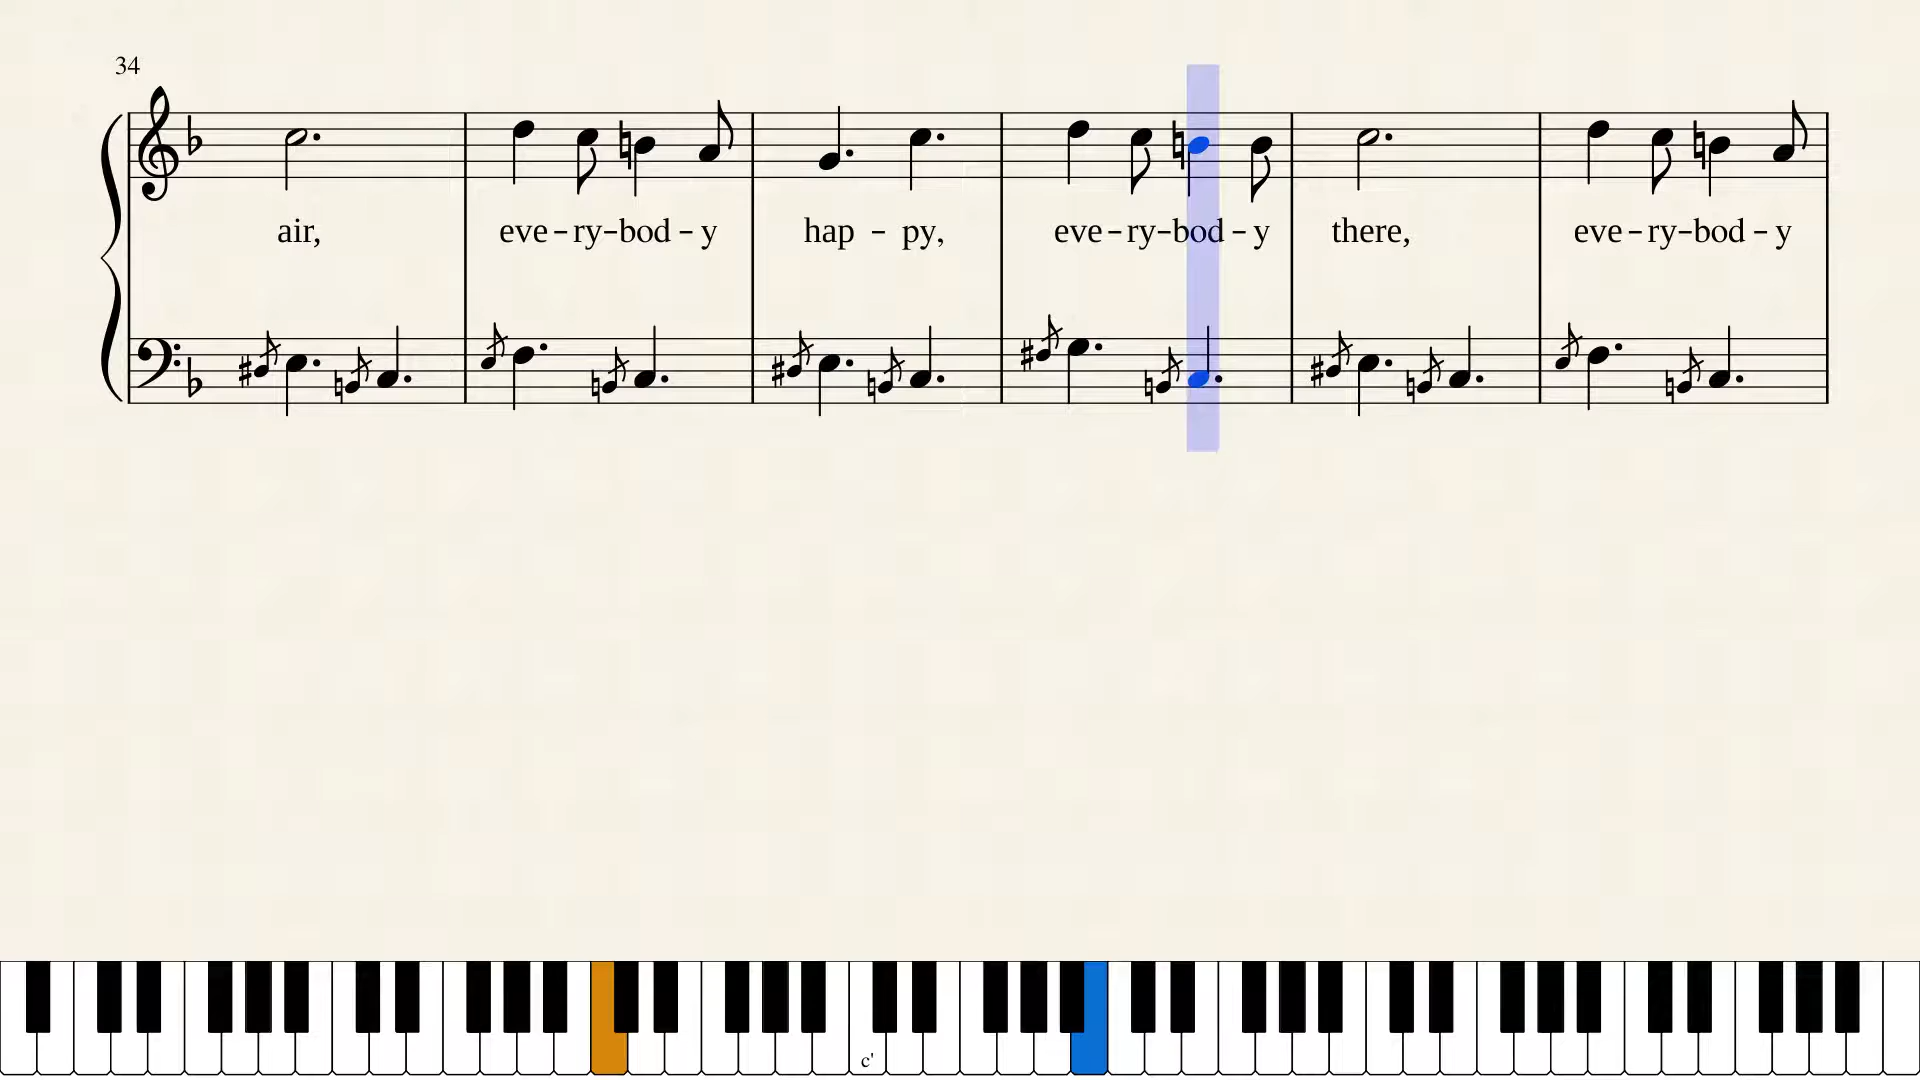 34
air, eve-ry-bod-y hap-py, eve-ry-bod-y there, eve-ry-bod-y
c'